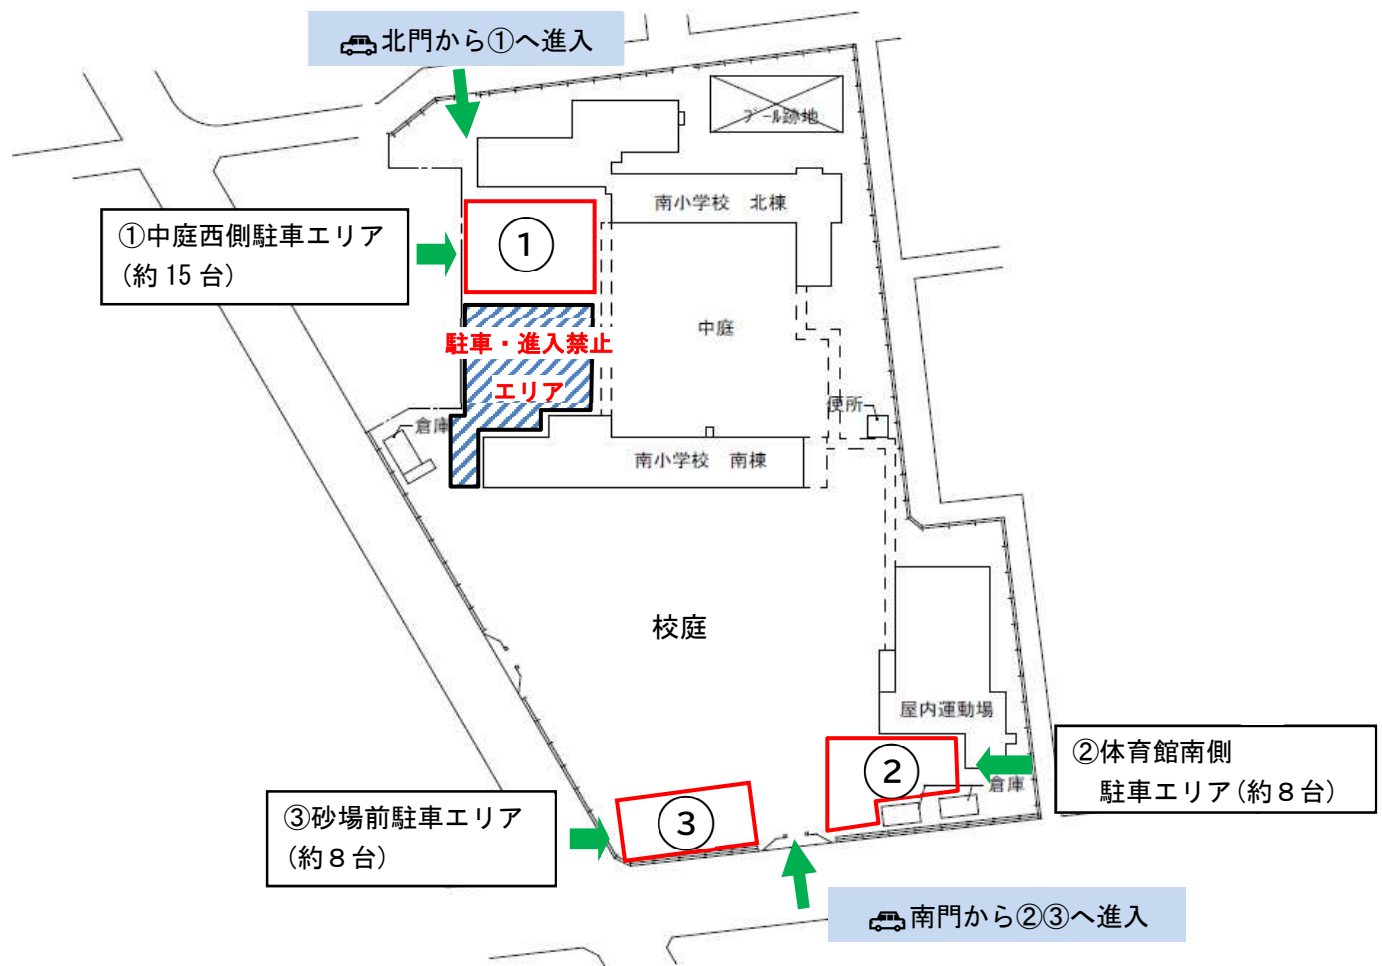 北門から①へ進入
プール跡地
南小学校 北棟
①中庭西側駐車エリア
(約15台)
1
中庭
駐車・進入禁止
エリア
便所
倉庫
南小学校 南棟
校庭
屋内運動場
②体育館南側
駐車エリア(約8台)
2
倉庫
③砂場前駐車エリア
(約8台)
3
南門から②③へ進入